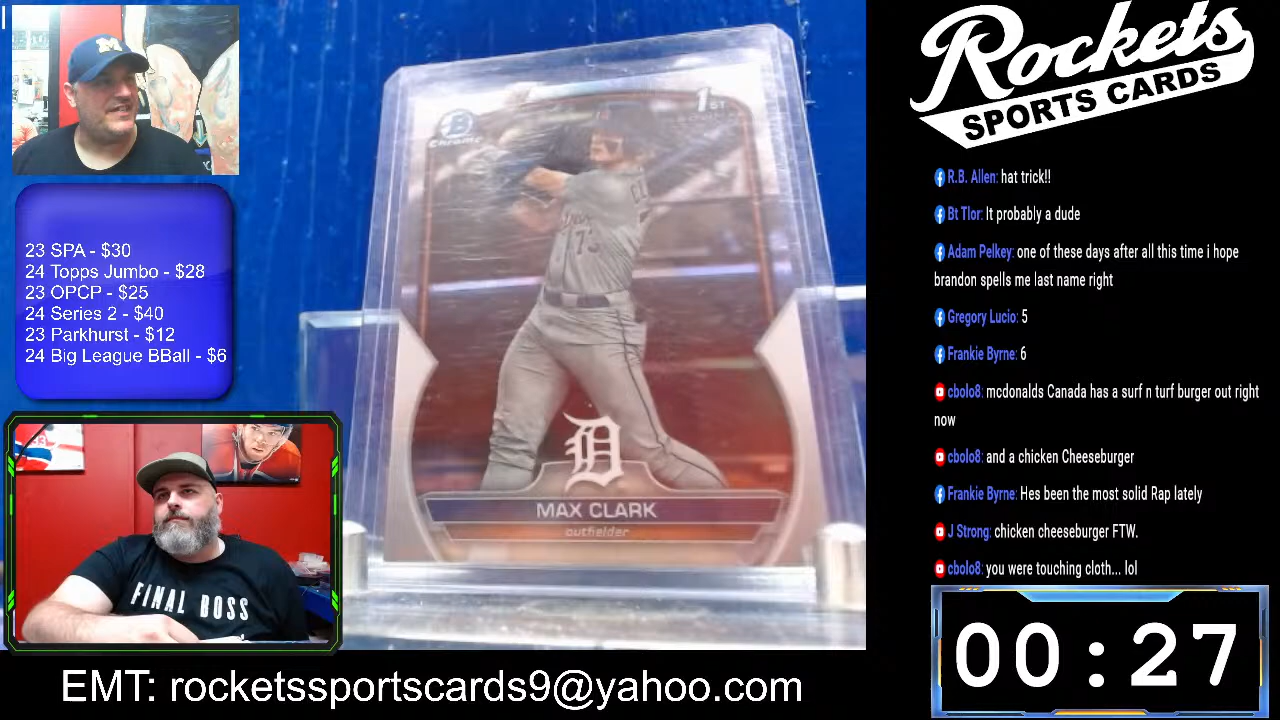 Rockets
SPORTS CARDS
M
23 SPA - $30
24 Topps Jumbo - $28
23 OPCP - $25
24 Series 2 - $40
23 Parkhurst - $12
24 Big League BBall - $6
FINAL BOSS
B
Chrome
1ST
73
D
MAX CLARK
outfielder
R.B. Allen: hat trick!!
Bt Tlor: It probably a dude
Adam Pelkey: one of these days after all this time i hope
brandon spells me last name right
Gregory Lucio: 5
Frankie Byrne: 6
cbolo8: mcdonalds Canada has a surf n turf burger out right
now
cbolo8: and a chicken Cheeseburger
Frankie Byrne: Hes been the most solid Rap lately
J Strong: chicken cheeseburger FTW.
cbolo8: you were touching cloth... lol
00:27
EMT: rocketssportscards9@yahoo.com